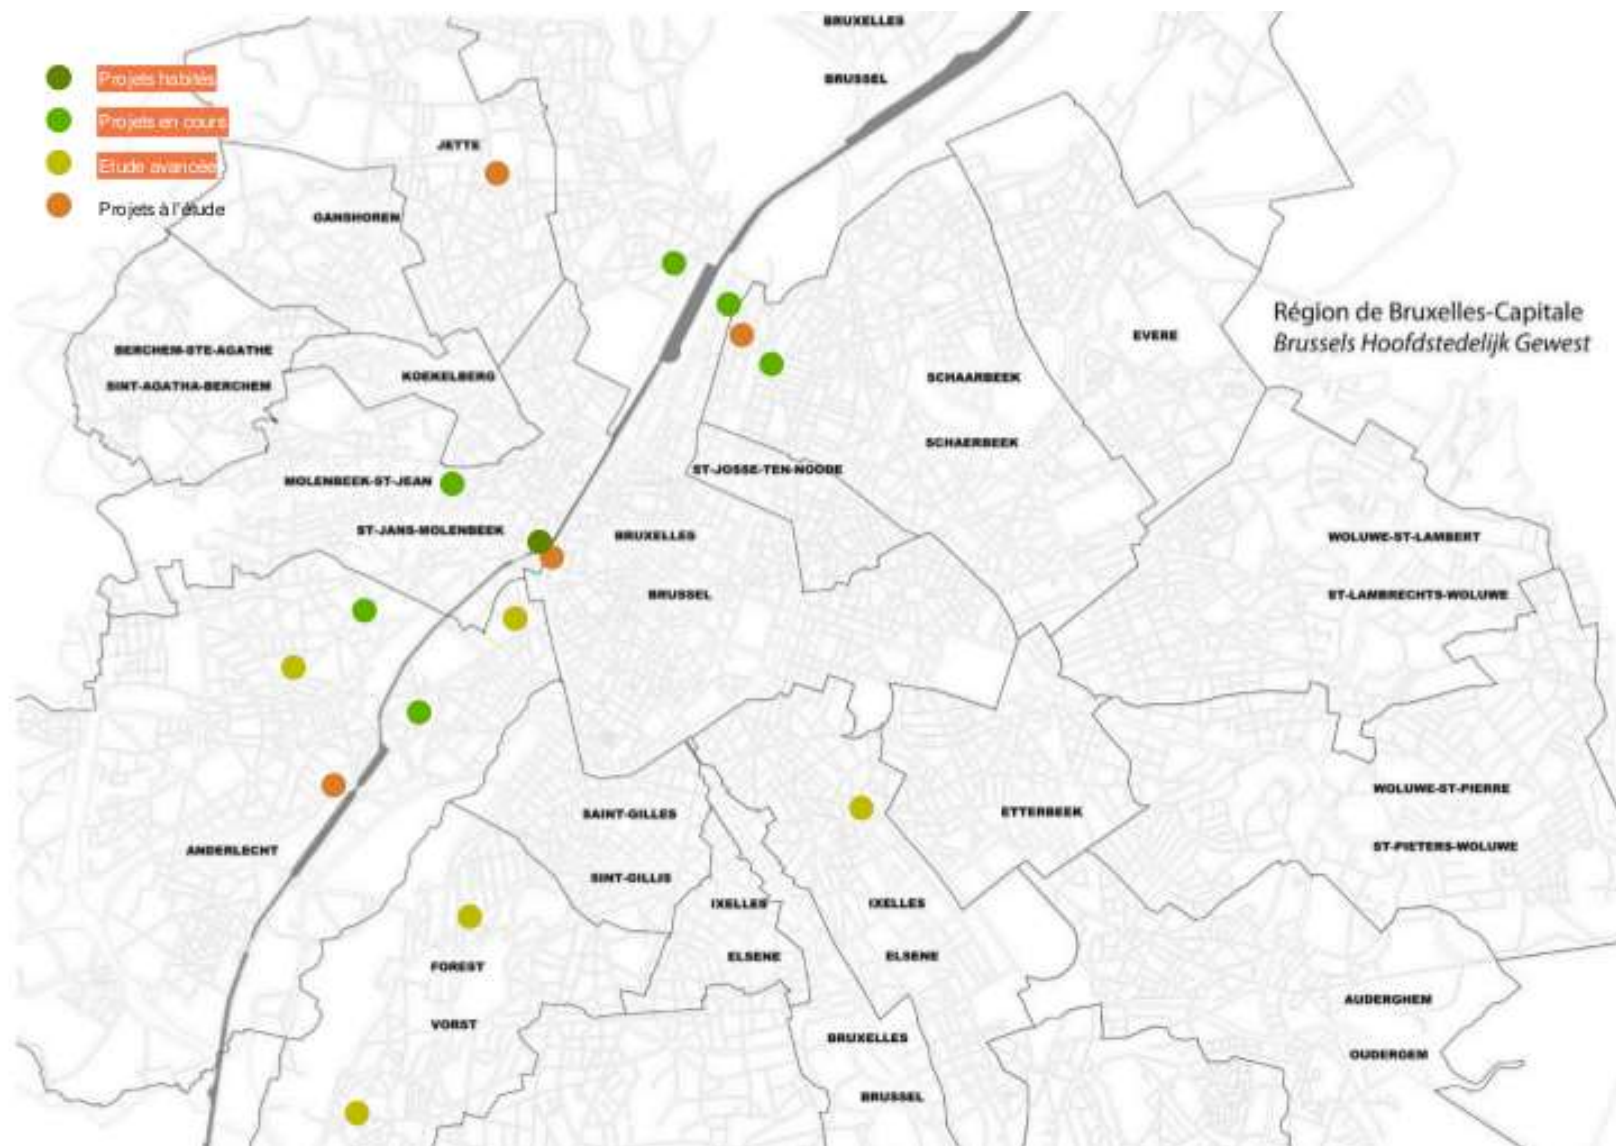 BRUXELLES
BRUSSEL
Projets habités
Projets en cours
Etude avancée
Projets à l'étude
JETTE
GANSHOREN
Région de Bruxelles-Capitale
Brussels Hoofdstedelijk Gewest
EVERE
BERCHEM-STE-AGATHE
SINT-AGATHA-BERCHEM
KOEKELBERG
SCHAARBEEK
SCHAERBEEK
ST-JOSSE-TEN-NOODE
MOLENBEEK-ST-JEAN
ST-JANS-MOLENBEEK
BRUXELLES
BRUSSEL
WOLUWE-ST-LAMBERT
ST-LAMBRECHTS-WOLUWE
WOLUWE-ST-PIERRE
ST-PIETERS-WOLUWE
SAINT-GILLES
SINT-GILLIS
ETTERBEEK
ANDERLECHT
IXELLES
ELSENE
IXELLES
ELSENE
FOREST
VORST
AUDERGHEM
OUDERGEM
BRUXELLES
BRUSSEL